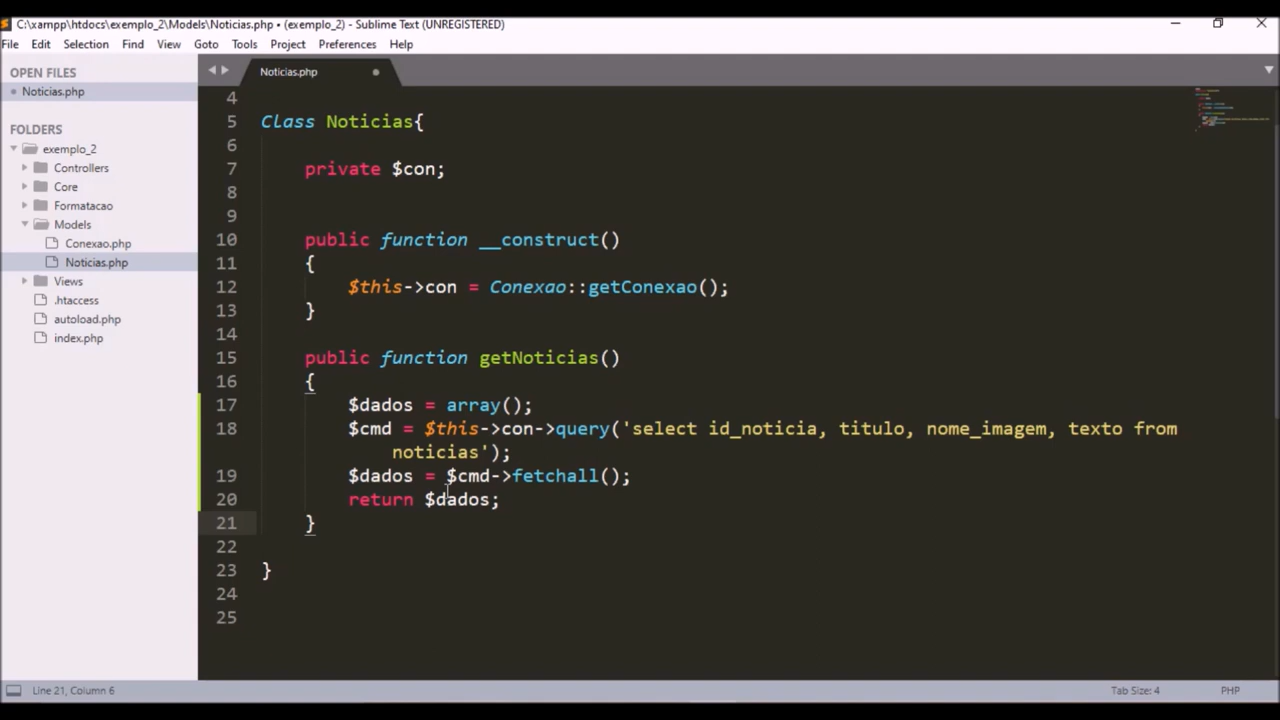 C:\xampp\htdocs\exemplo_2\Models\Noticias.php • (exemplo_2) - Sublime Text (UNREGISTERED)
File Edit Selection Find View Goto Tools Project Preferences Help
OPEN FILES
Noticias.php
FOLDERS
exemplo_2
Controllers
Core
Formatacao
Models
Conexao.php
Noticias.php
Views
.htaccess
autoload.php
index.php
Noticias.php
4
5 Class Noticias{
6
7 private $con;
8
9
10 public function __construct()
11 {
12 $this->con = Conexao::getConexao();
13 }
14
15 public function getNoticias()
16 {
17 $dados = array();
18 $cmd = $this->con->query('select id_noticia, titulo, nome_imagem, texto from
noticias');
19 $dados = $cmd->fetchall();
20 return $dados;
21 }
22
23 }
24
25
Line 21, Column 6
Tab Size: 4
PHP